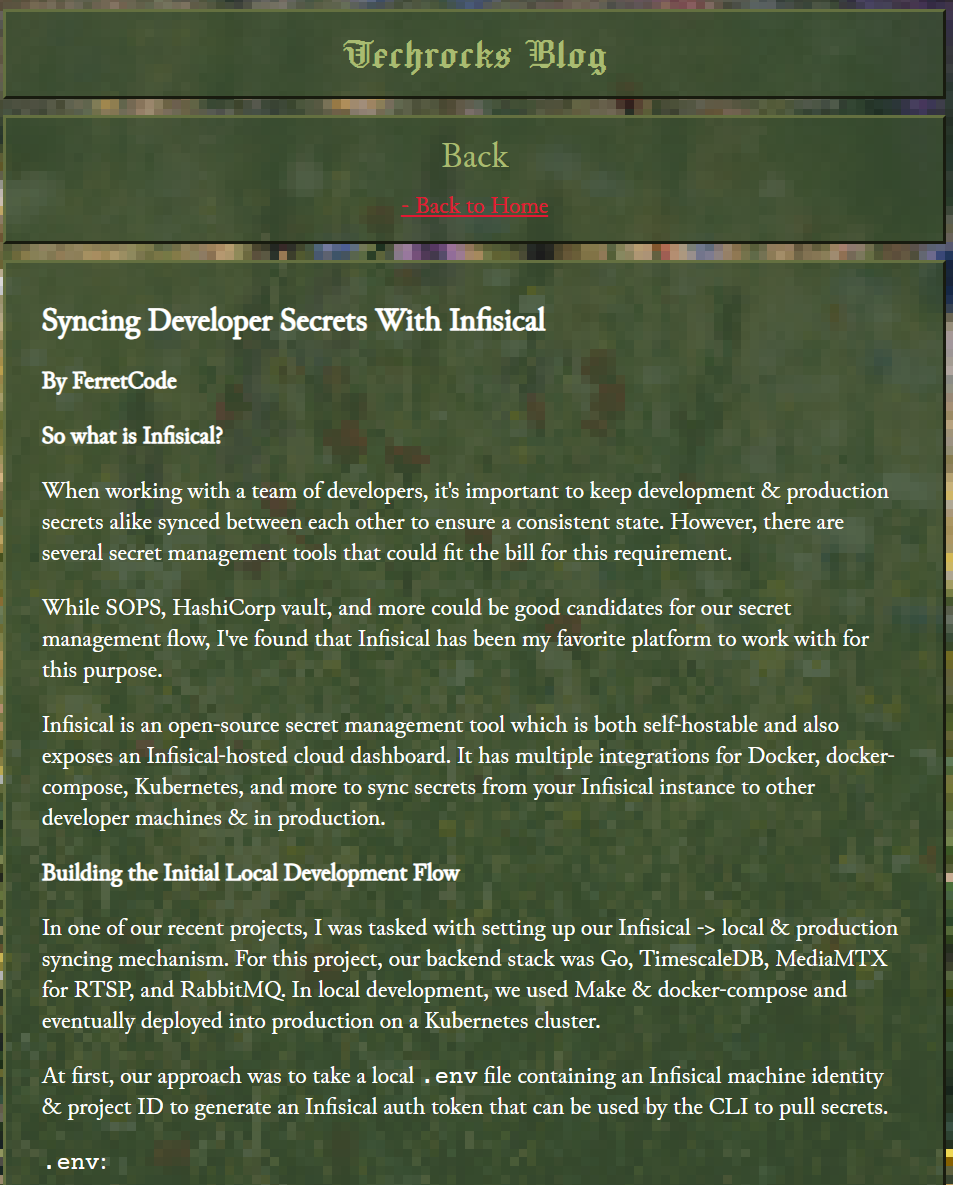 Techrocks Blog
Back
- Back to Home
Syncing Developer Secrets With Infisical
By FerretCode
So what is Infisical?
When working with a team of developers, it's important to keep development & production
secrets alike synced between each other to ensure a consistent state. However, there are
several secret management tools that could fit the bill for this requirement.
While SOPS, HashiCorp vault, and more could be good candidates for our secret
management flow, I've found that Infisical has been my favorite platform to work with for
this purpose.
Infisical is an open-source secret management tool which is both self-hostable and also
exposes an Infisical-hosted cloud dashboard. It has multiple integrations for Docker, docker-
compose, Kubernetes, and more to sync secrets from your Infisical instance to other
developer machines & in production.
Building the Initial Local Development Flow
In one of our recent projects, I was tasked with setting up our Infisical -> local & production
syncing mechanism. For this project, our backend stack was Go, TimescaleDB, MediaMTX
for RTSP, and RabbitMQ. In local development, we used Make & docker-compose and
eventually deployed into production on a Kubernetes cluster.
At first, our approach was to take a local .env file containing an Infisical machine identity
& project ID to generate an Infisical auth token that can be used by the CLI to pull secrets.
.env: